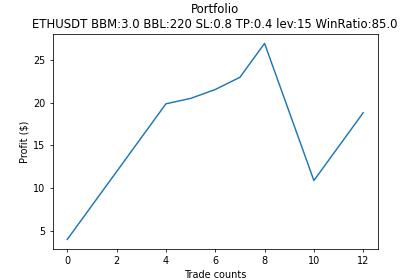 Portfolio
ETHUSDT BBM:3.0 BBL:220 SL:0.8 TP:0.4 lev:15 WinRatio:85.0
25
20
15
10
5
Profit ($)
0 2 4 6 8 10 12
Trade counts